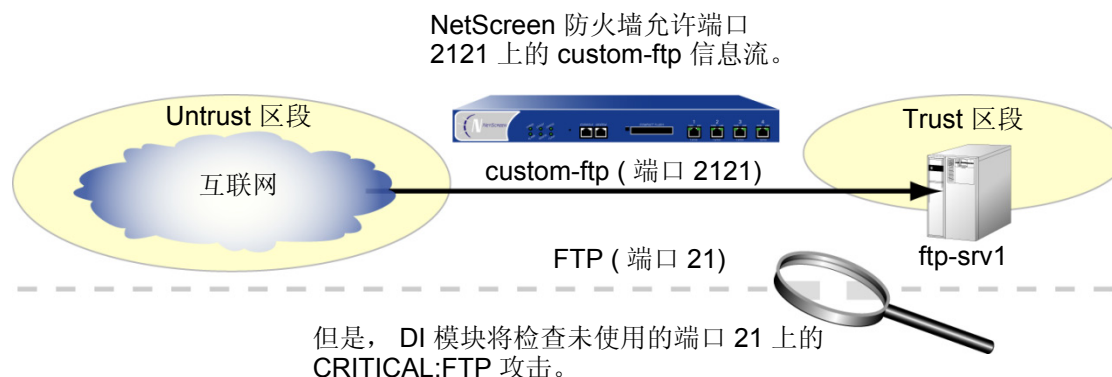 NetScreen 防火墙允许端口
2121 上的 custom-ftp 信息流。
Untrust 区段
Trust 区段
NetScreen
互联网
custom-ftp ( 端口 2121)
ftp-srv1
FTP ( 端口 21)
但是， DI 模块将检查未使用的端口 21 上的
CRITICAL:FTP 攻击。